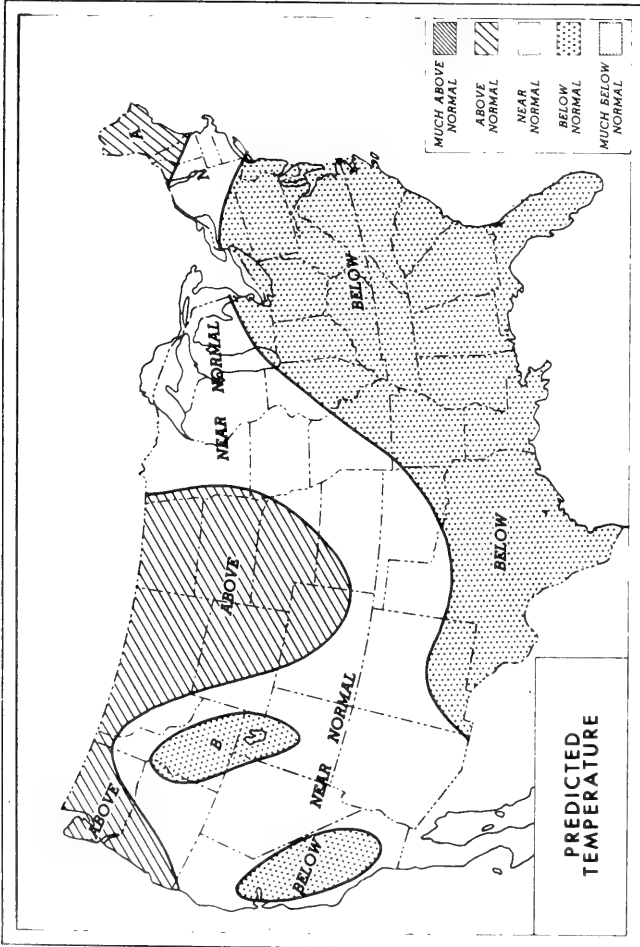 ABOVE
ABOVE
A
N
B
NEAR NORMAL
BELOW
NEAR NORMAL
BELOW
BELOW
PREDICTED
TEMPERATURE
MUCH ABOVE
NORMAL
ABOVE
NORMAL
NEAR
NORMAL
BELOW
NORMAL
MUCH BELOW
NORMAL